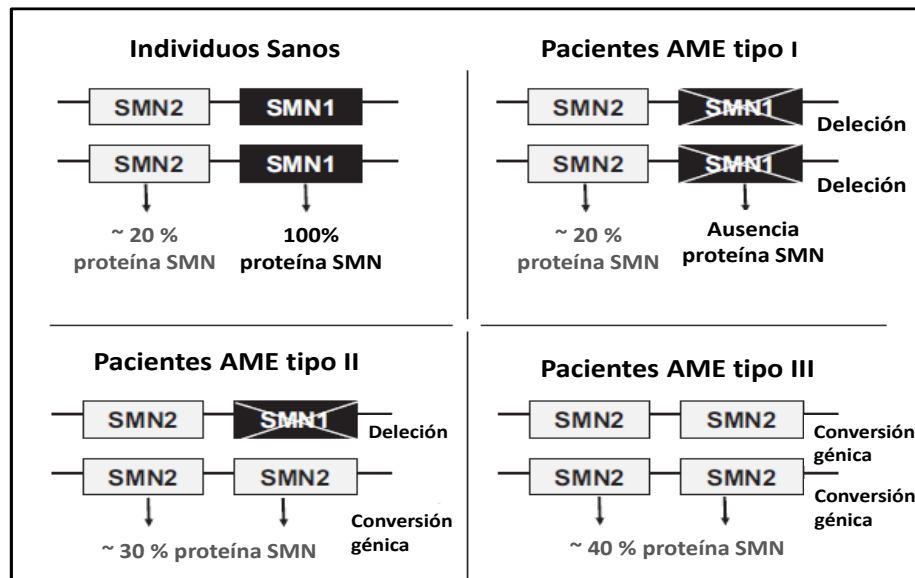 Individuos Sanos
SMN2 SMN1
SMN2 SMN1
~ 20 %
proteína SMN
100%
proteína SMN
Pacientes AME tipo I
SMN2 SMN1 Deleción
SMN2 SMN1 Deleción
~ 20 %
proteína SMN
Ausencia
proteína SMN
Pacientes AME tipo II
SMN2 SMN1 Deleción
SMN2 SMN2
Conversión
génica
~ 30 % proteína SMN
Pacientes AME tipo III
SMN2 SMN2
Conversión
génica
SMN2 SMN2
Conversión
génica
~ 40 % proteína SMN